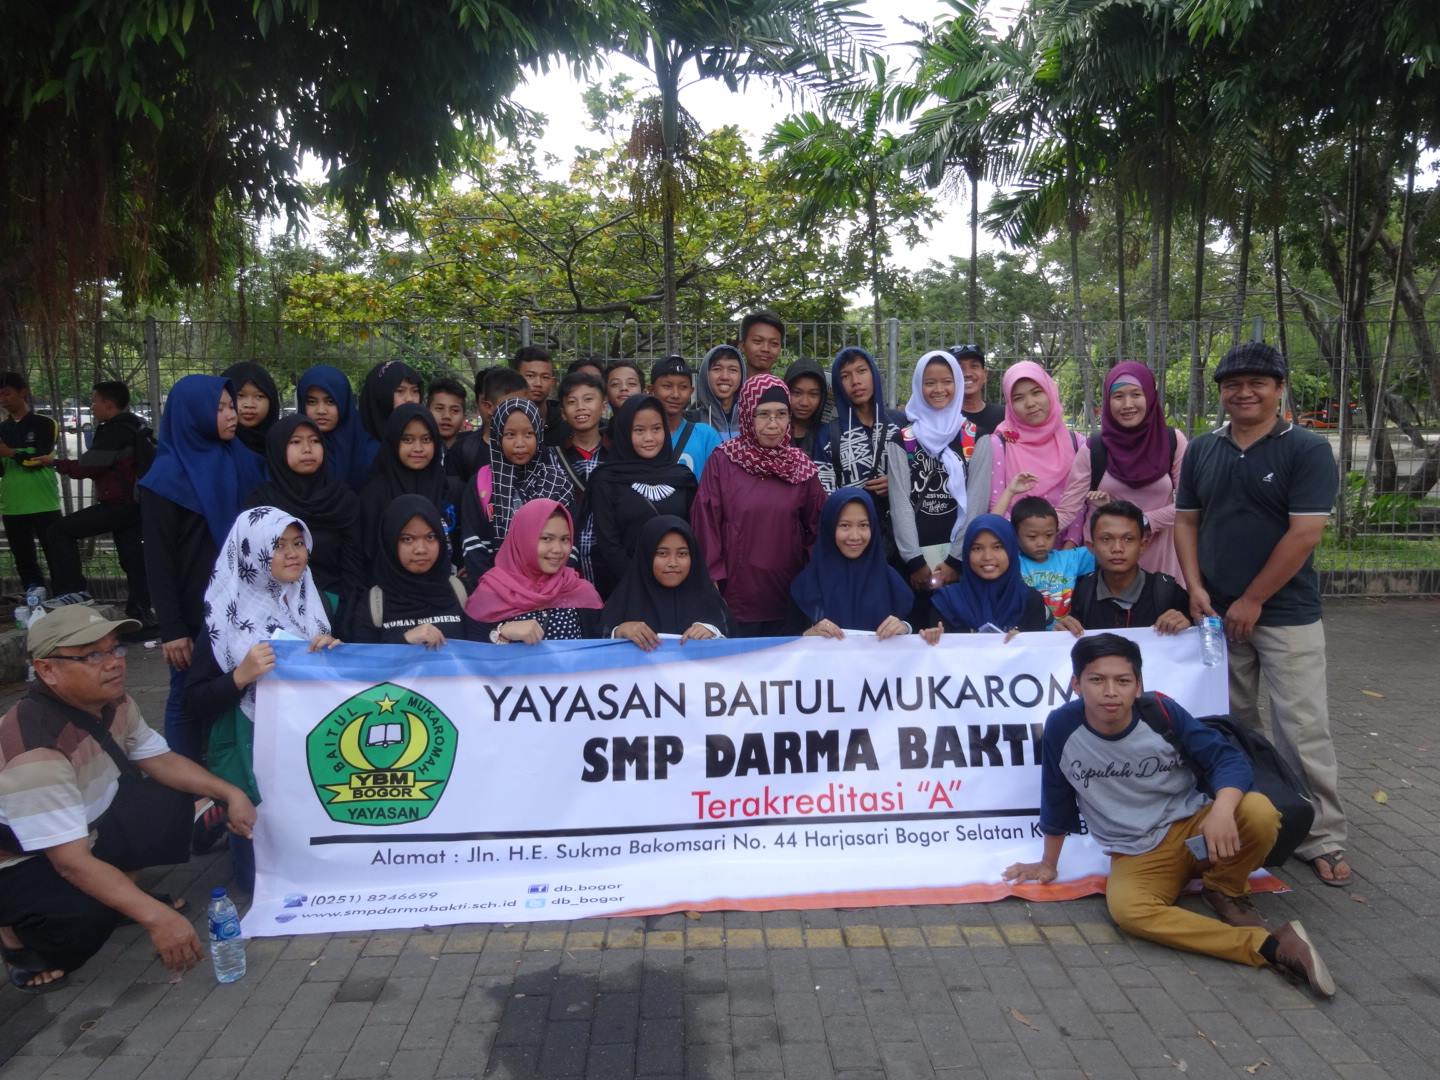 YAYASAN BAITUL MUKAROM
SMP DARMA BAKTI
Terakreditasi "A"
Alamat : Jln. H.E. Sukma Bakomsari No. 44 Harjasari Bogor Selatan
(0251) 8246699
www.smpdarmabakti.sch.id
db.bogor
db_bogor
BAITUL MUKAROMAH
YBM
BOGOR
YAYASAN
WOMAN SOLDIERS
Sepuluh